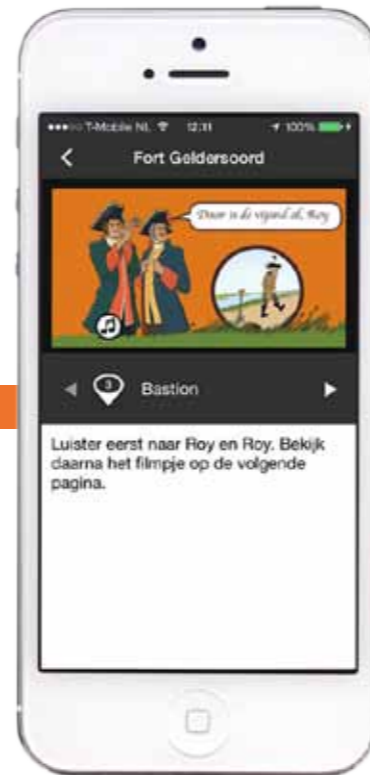 T-Mobile NL 12:11 100%
Fort Geldersoord
Daar is de vijand al, Roy
3 Bastion
Luister eerst naar Roy en Roy. Bekijk
daarna het filmpje op de volgende
pagina.